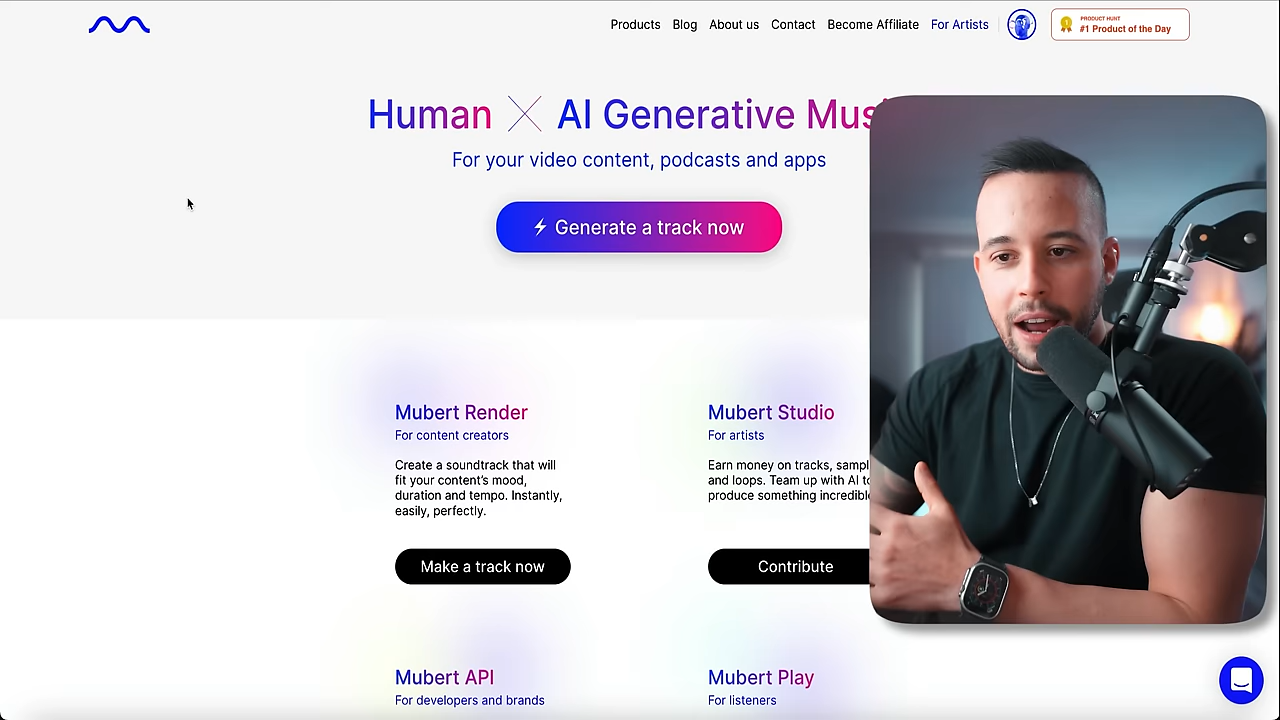 Products Blog About us Contact Become Affiliate For Artists
PRODUCT HUNT
1 #1 Product of the Day
Human AI Generative Mus
For your video content, podcasts and apps
Generate a track now
Mubert Render
For content creators
Create a soundtrack that will
fit your content's mood,
duration and tempo. Instantly,
easily, perfectly.
Make a track now
Mubert Studio
For artists
Earn money on tracks, sampl
and loops. Team up with AI to
produce something incredible
Contribute
Mubert API
For developers and brands
Mubert Play
For listeners